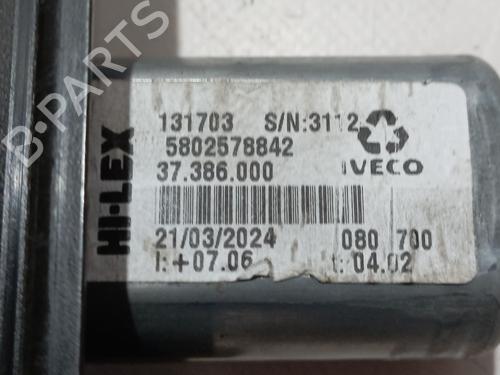 HI-LEX
131703 S/N:3112
5802578842
37.386.000 IVECO
21/03/2024 080 700
I:+07.06 t:04.02
B-PARTS